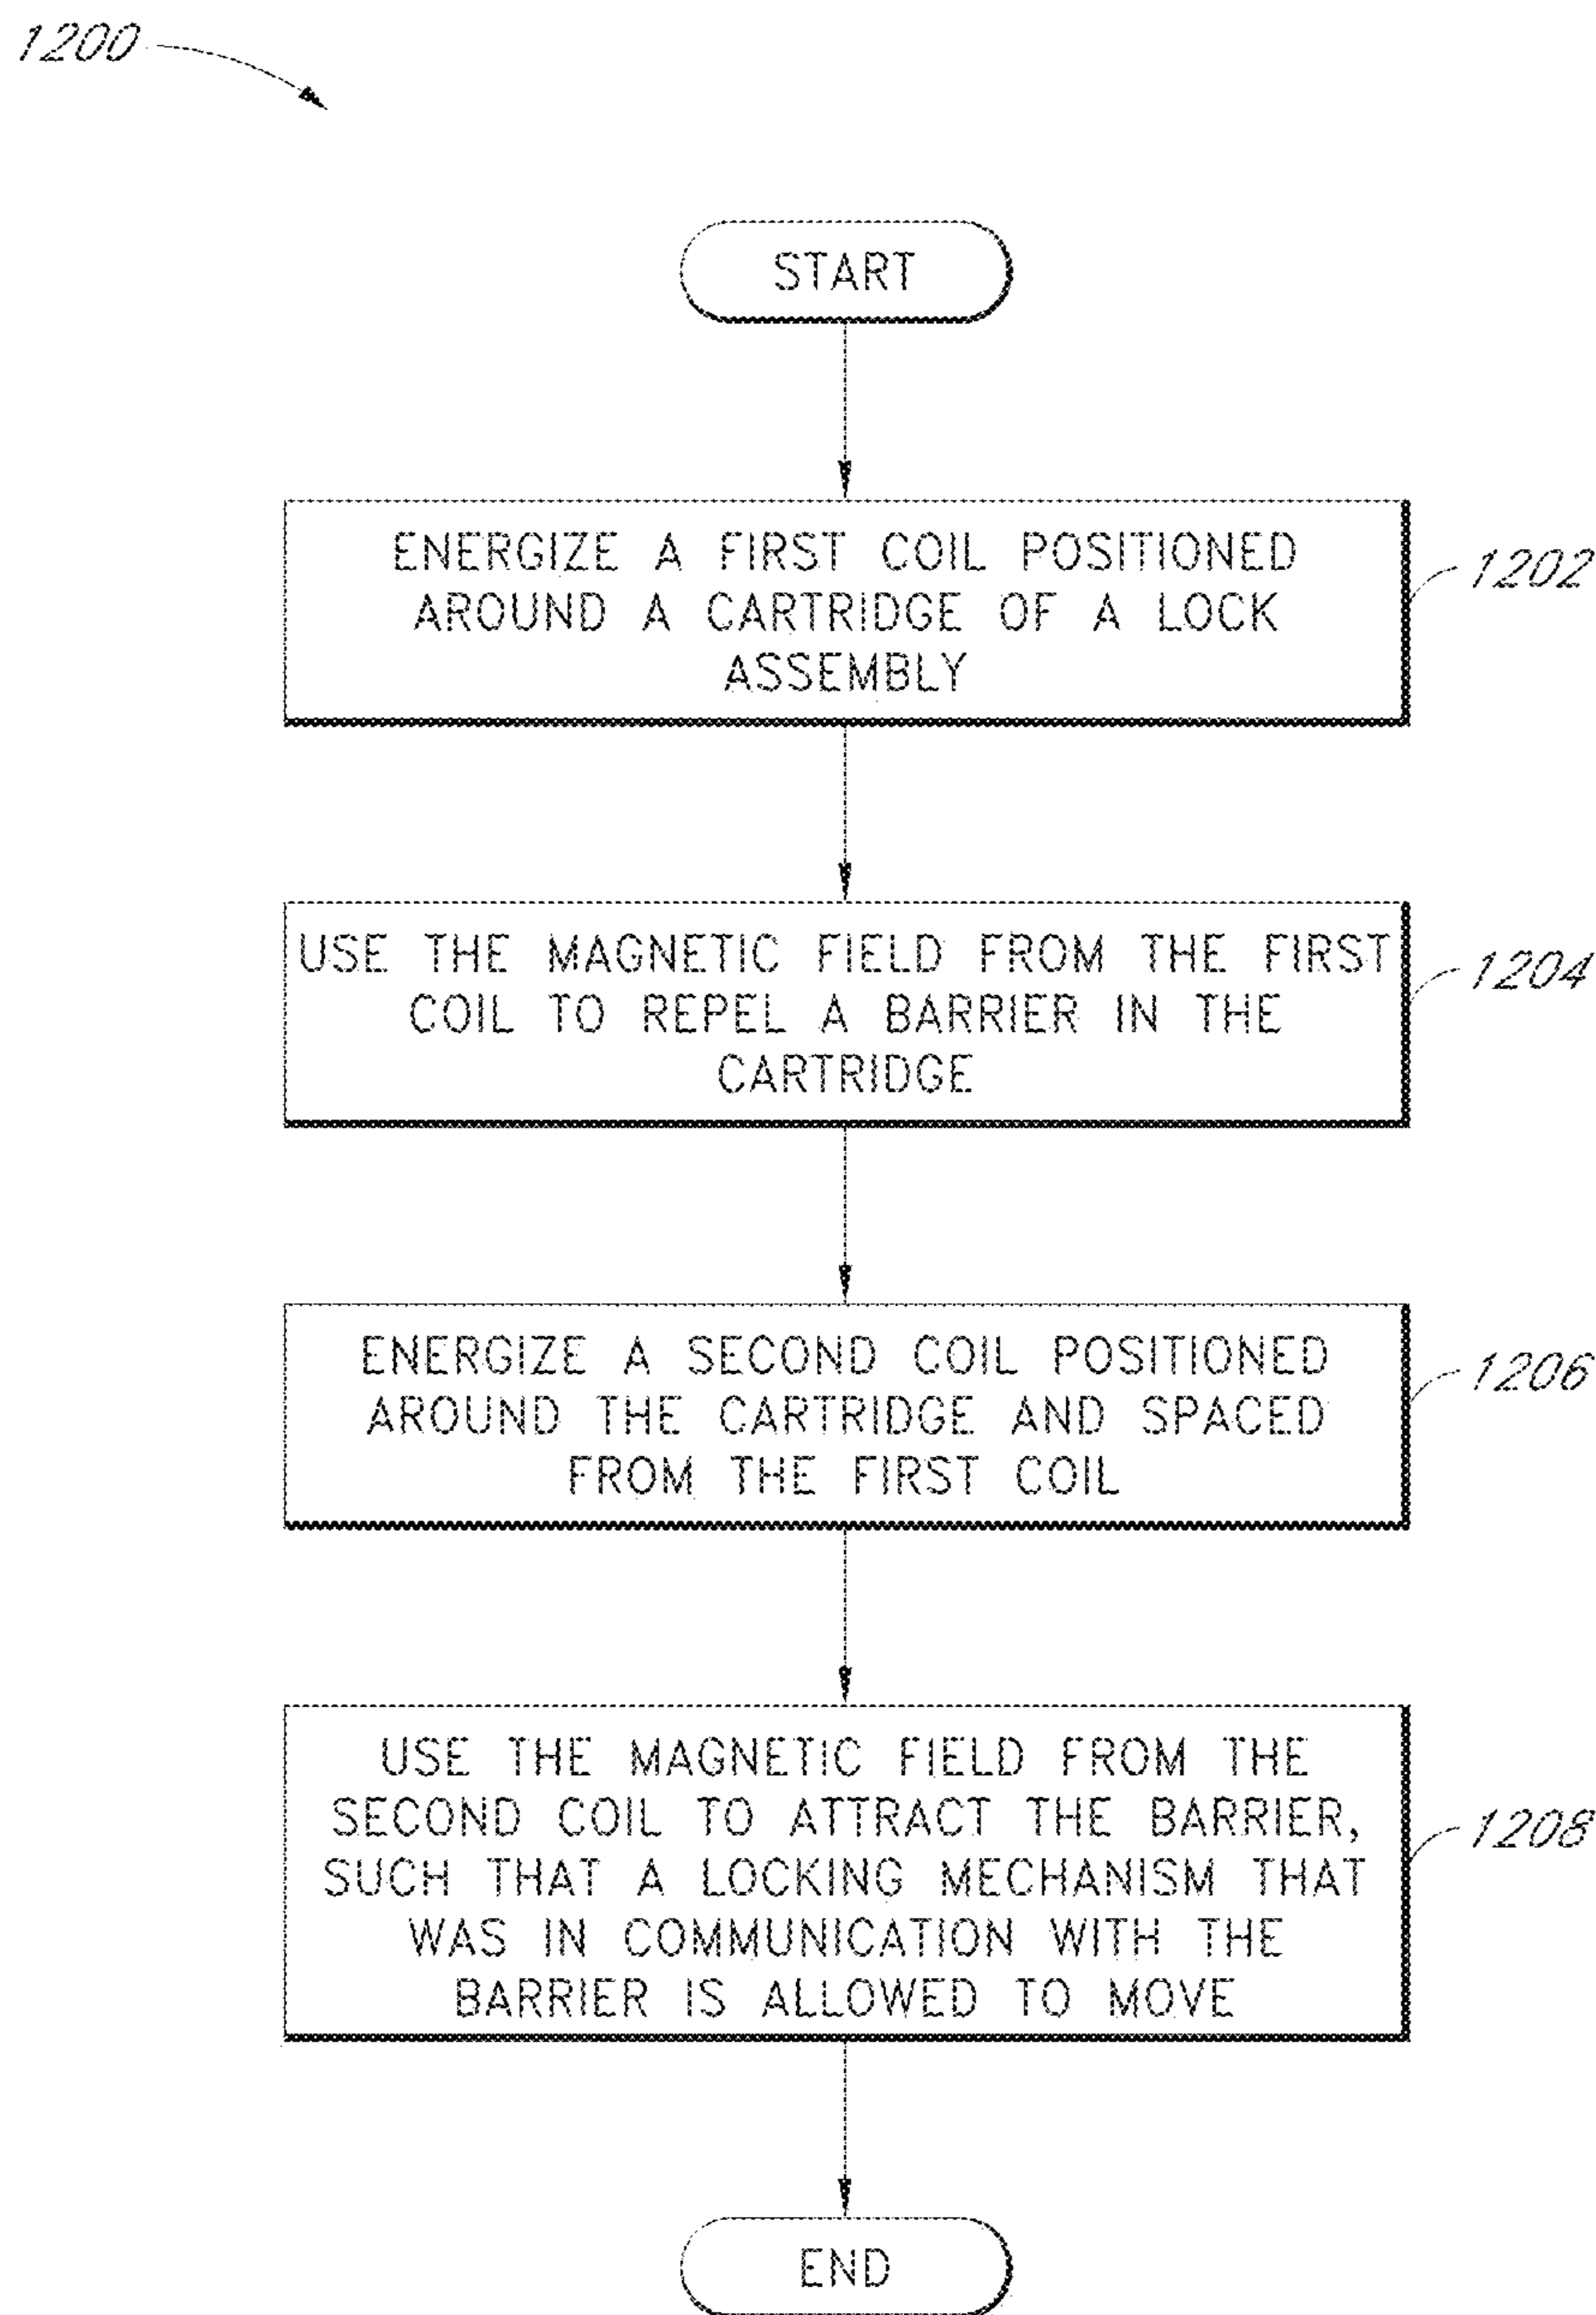 1200
START
ENERGIZE A FIRST COIL POSITIONED
AROUND A CARTRIDGE OF A LOCK
ASSEMBLY
1202
USE THE MAGNETIC FIELD FROM THE FIRST
COIL TO REPEL A BARRIER IN THE
CARTRIDGE
1204
ENERGIZE A SECOND COIL POSITIONED
AROUND THE CARTRIDGE AND SPACED
FROM THE FIRST COIL
1206
USE THE MAGNETIC FIELD FROM THE
SECOND COIL TO ATTRACT THE BARRIER,
SUCH THAT A LOCKING MECHANISM THAT
WAS IN COMMUNICATION WITH THE
BARRIER IS ALLOWED TO MOVE
1208
END